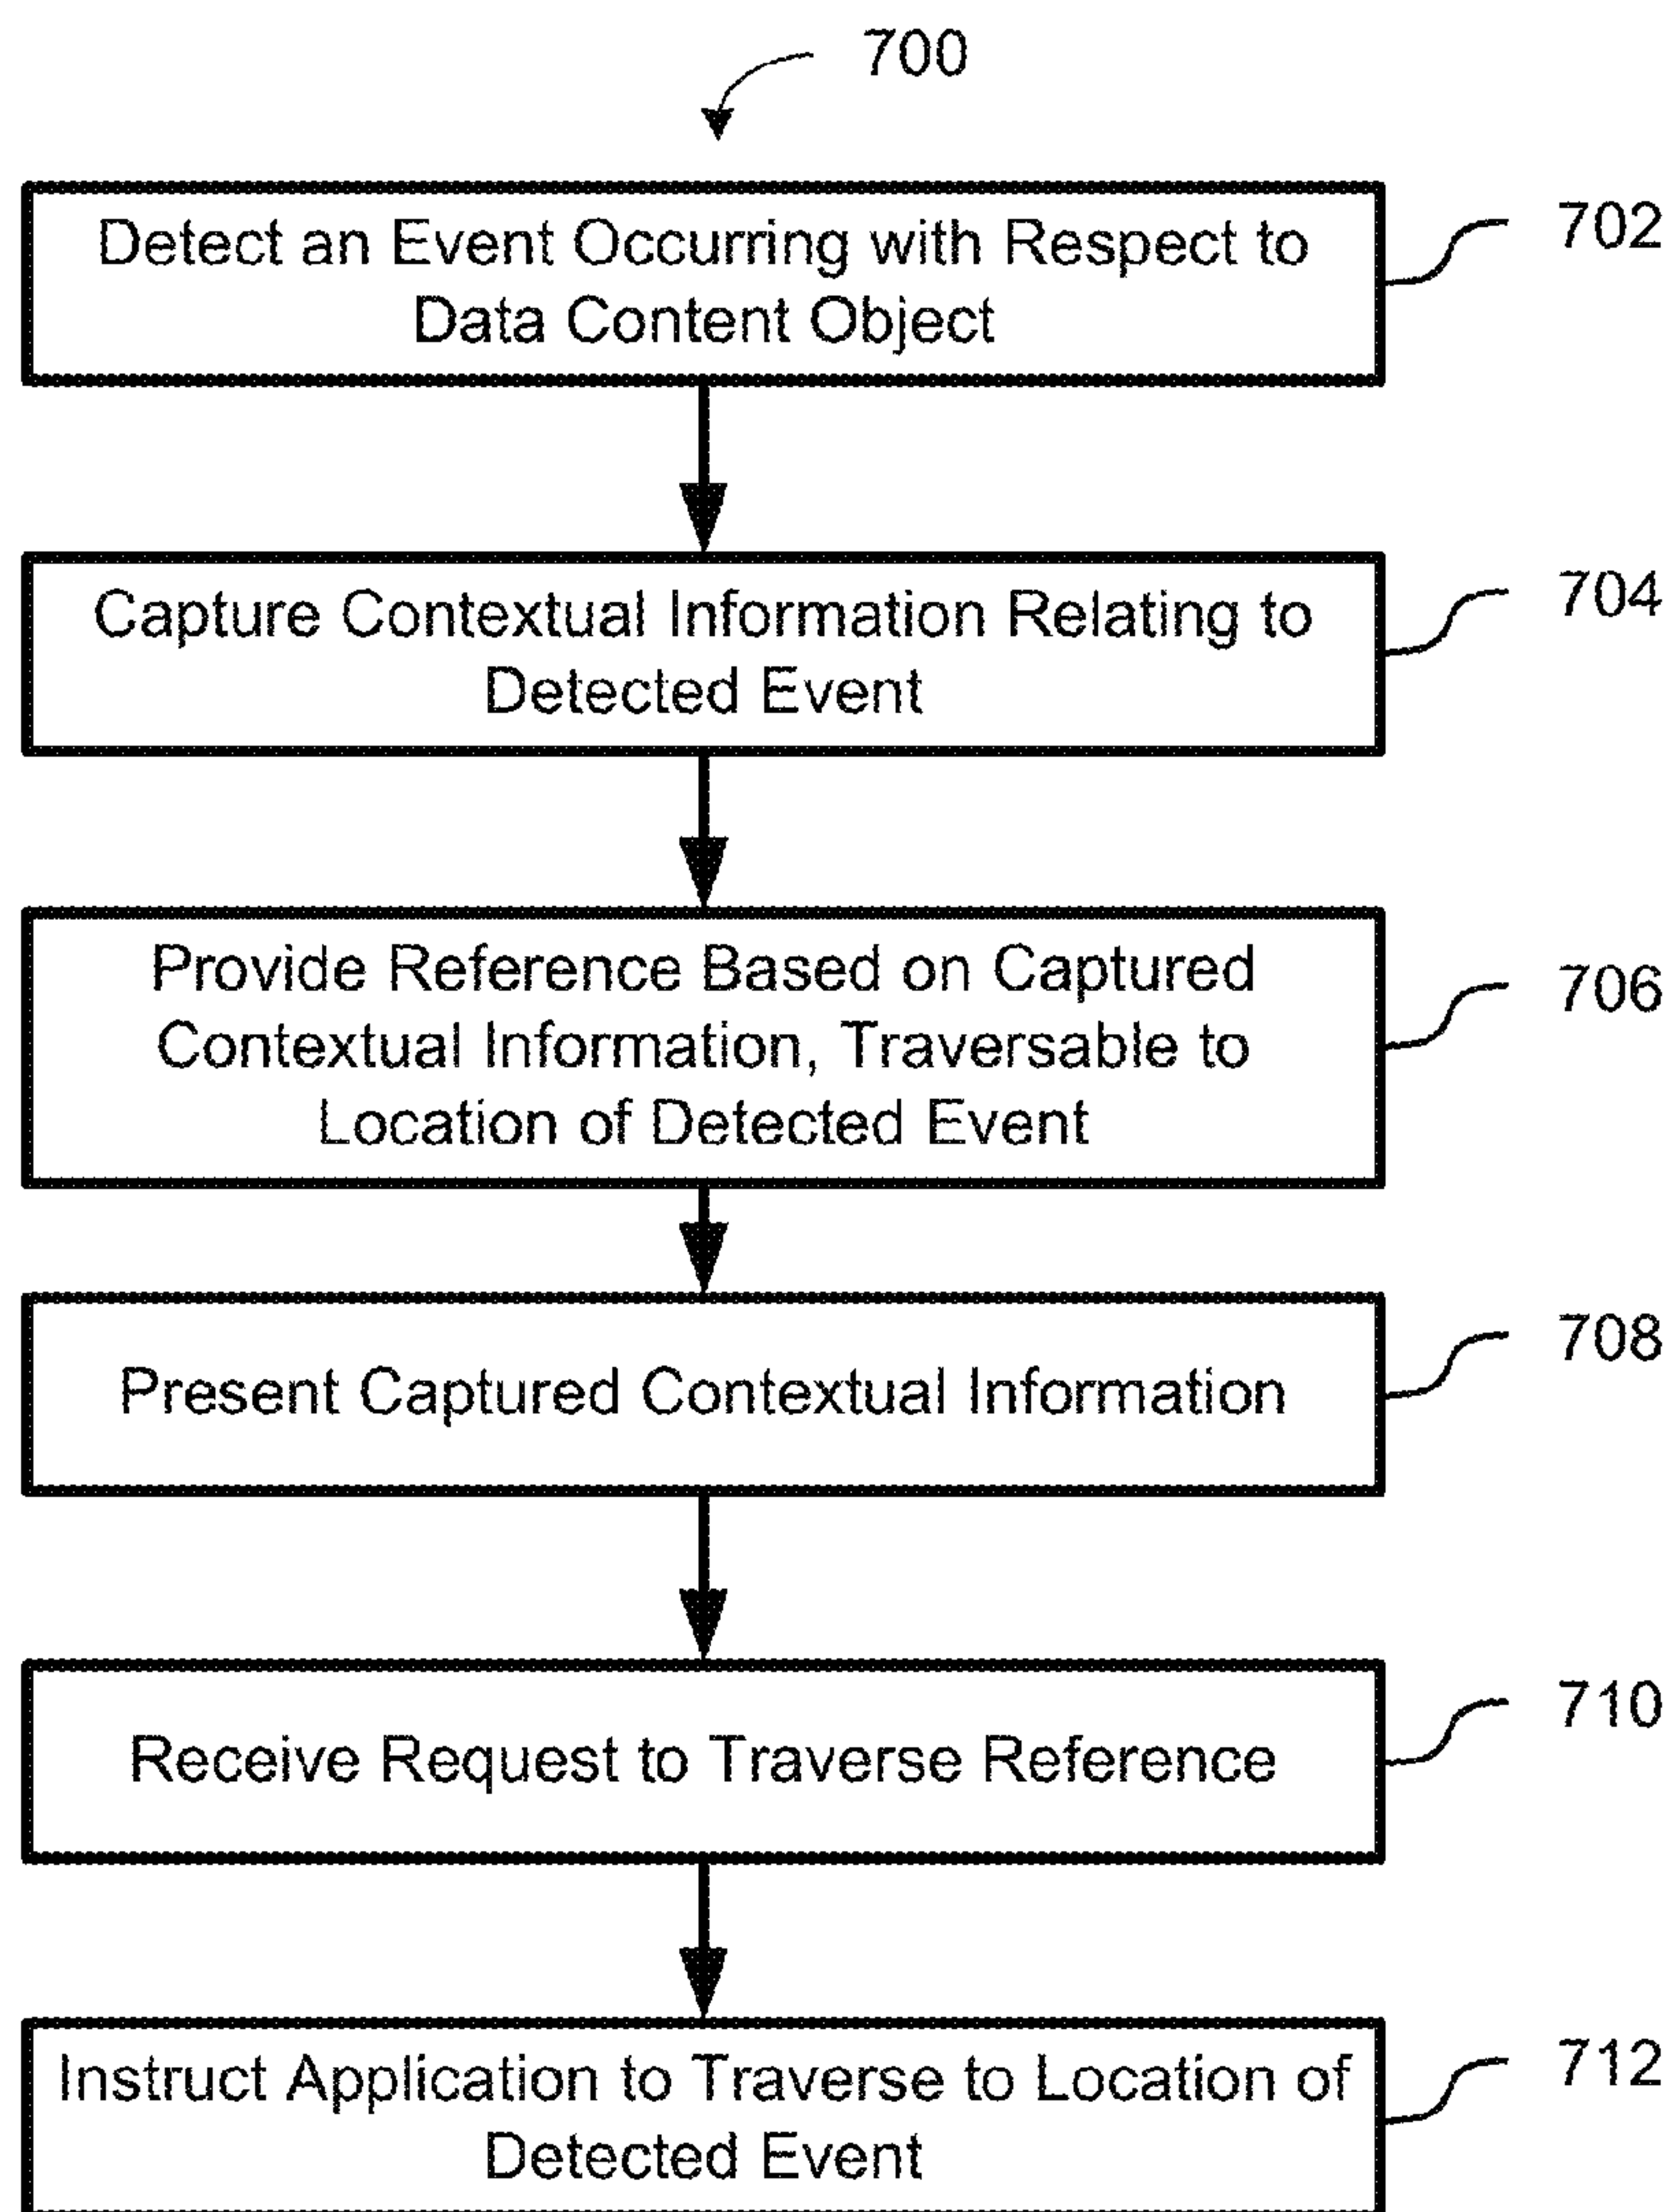 700
Detect an Event Occurring with Respect to
Data Content Object
702
Capture Contextual Information Relating to
Detected Event
704
Provide Reference Based on Captured
Contextual Information, Traversable to
Location of Detected Event
706
Present Captured Contextual Information
708
Receive Request to Traverse Reference
710
Instruct Application to Traverse to Location of
Detected Event
712